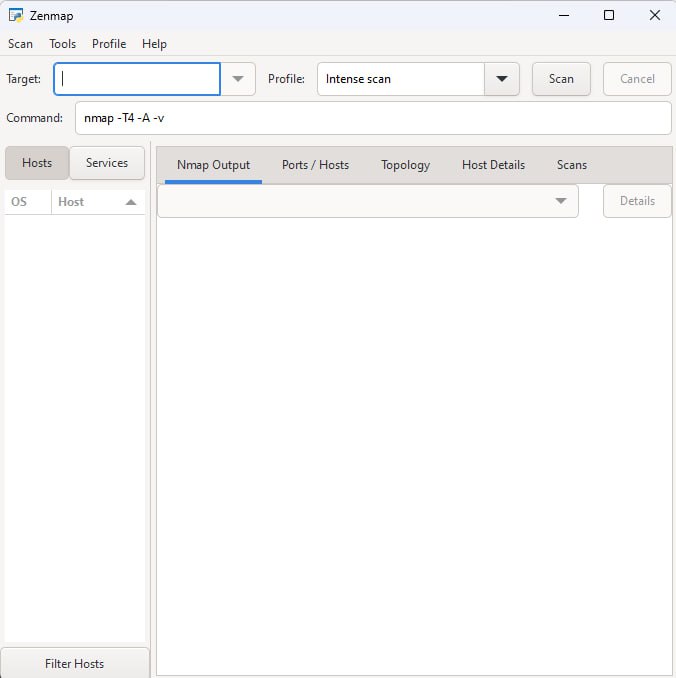 Zenmap
Scan Tools Profile Help
Target: Profile: Intense scan Scan Cancel
Command: nmap -T4 -A -v
Hosts Services Nmap Output Ports / Hosts Topology Host Details Scans
OS Host Details
Filter Hosts